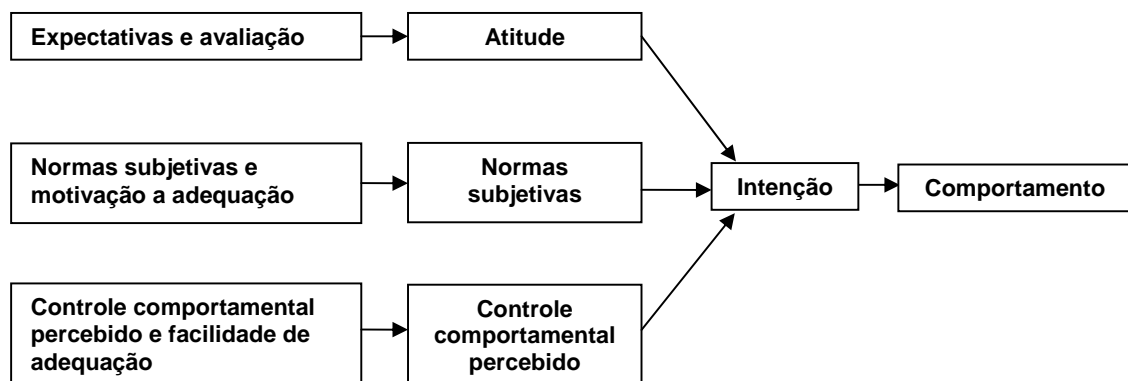 Expectativas e avaliação
Atitude
Normas subjetivas e
motivação a adequação
Normas
subjetivas
Intenção
Comportamento
Controle comportamental
percebido e facilidade de
adequação
Controle
comportamental
percebido